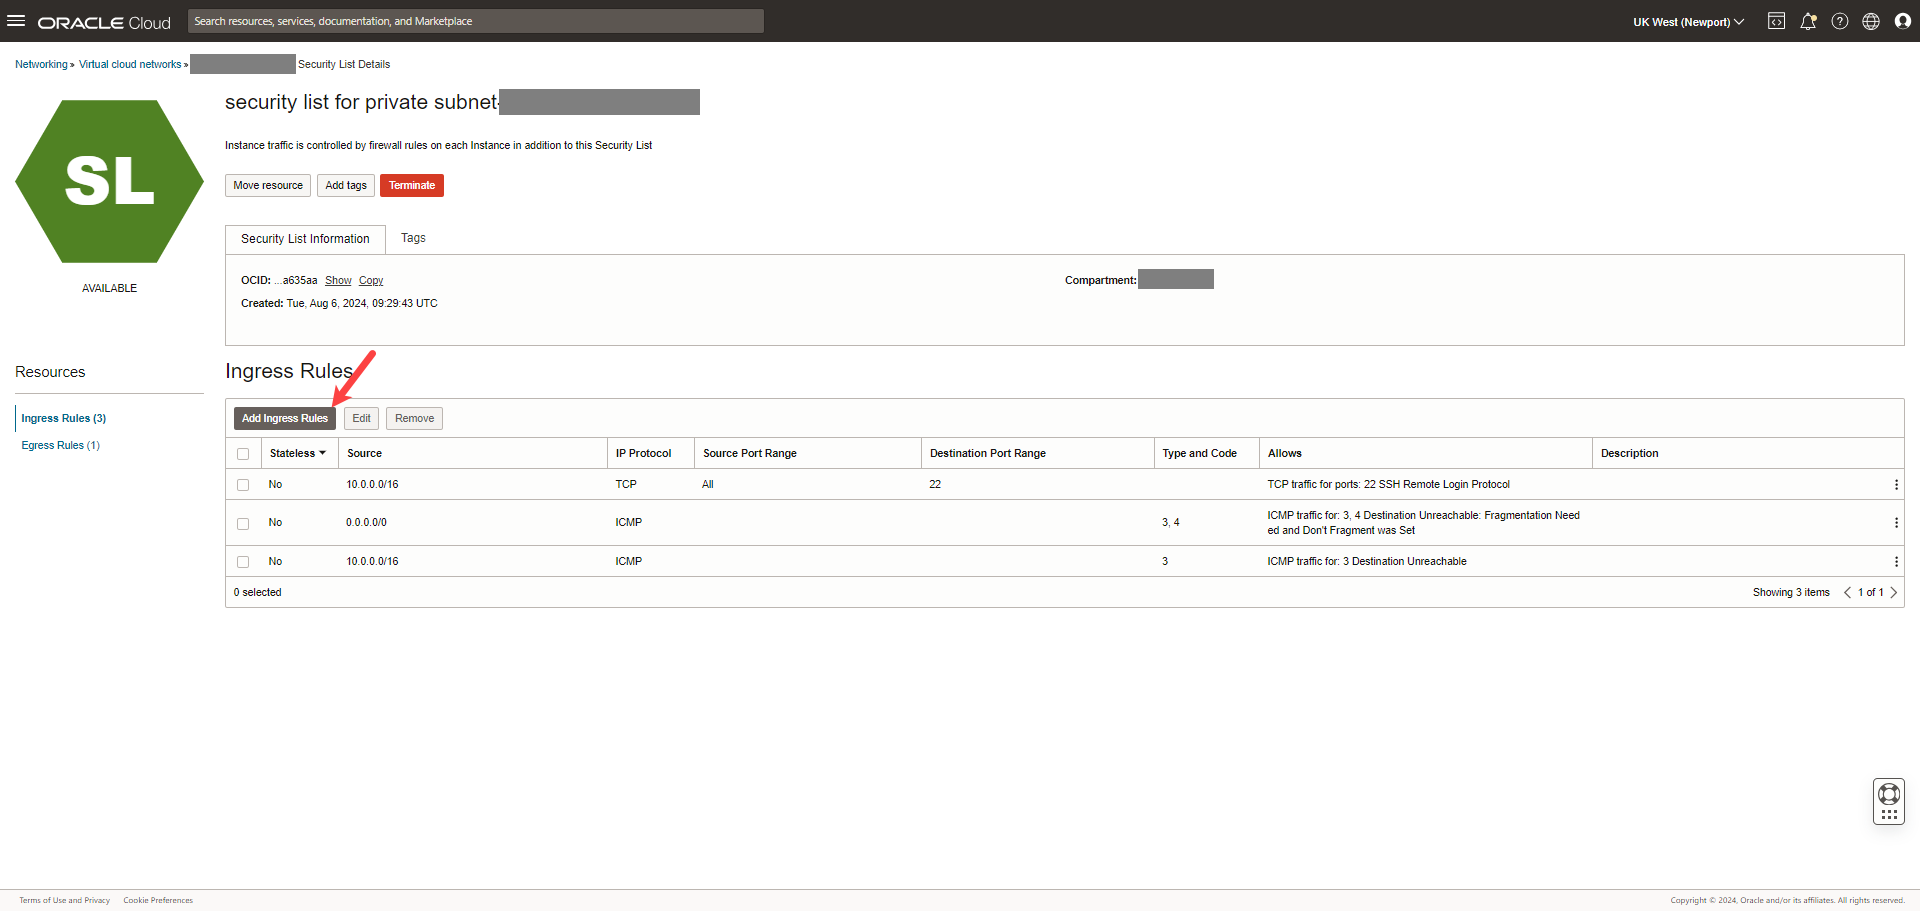 ORACLE Cloud
Search resources, services, documentation, and Marketplace
UK West (Newport)
Networking » Virtual cloud networks » Security List Details
SL
AVAILABLE
security list for private subnet-
Instance traffic is controlled by firewall rules on each Instance in addition to this Security List
Move resource Add tags Terminate
Security List Information Tags
OCID: ...a635aa Show Copy
Compartment:
Created: Tue, Aug 6, 2024, 09:29:43 UTC
Resources
Ingress Rules (3)
Egress Rules (1)
Ingress Rules
Add Ingress Rules Edit Remove
Stateless Source IP Protocol Source Port Range Destination Port Range Type and Code Allows Description
No 10.0.0.0/16 TCP All 22 TCP traffic for ports: 22 SSH Remote Login Protocol
No 0.0.0.0/0 ICMP 3, 4 ICMP traffic for: 3, 4 Destination Unreachable: Fragmentation Need
ed and Don't Fragment was Set
No 10.0.0.0/16 ICMP 3 ICMP traffic for: 3 Destination Unreachable
0 selected
Showing 3 items 1 of 1
Terms of Use and Privacy Cookie Preferences
Copyright © 2024, Oracle and/or its affiliates. All rights reserved.